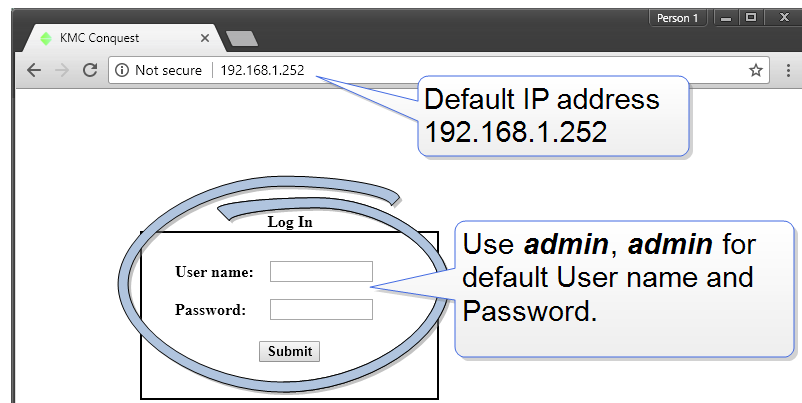 Person 1
KMC Conquest
Not secure 192.168.1.252
Default IP address
192.168.1.252
Log In
User name:
Password:
Submit
Use admin, admin for
default User name and
Password.